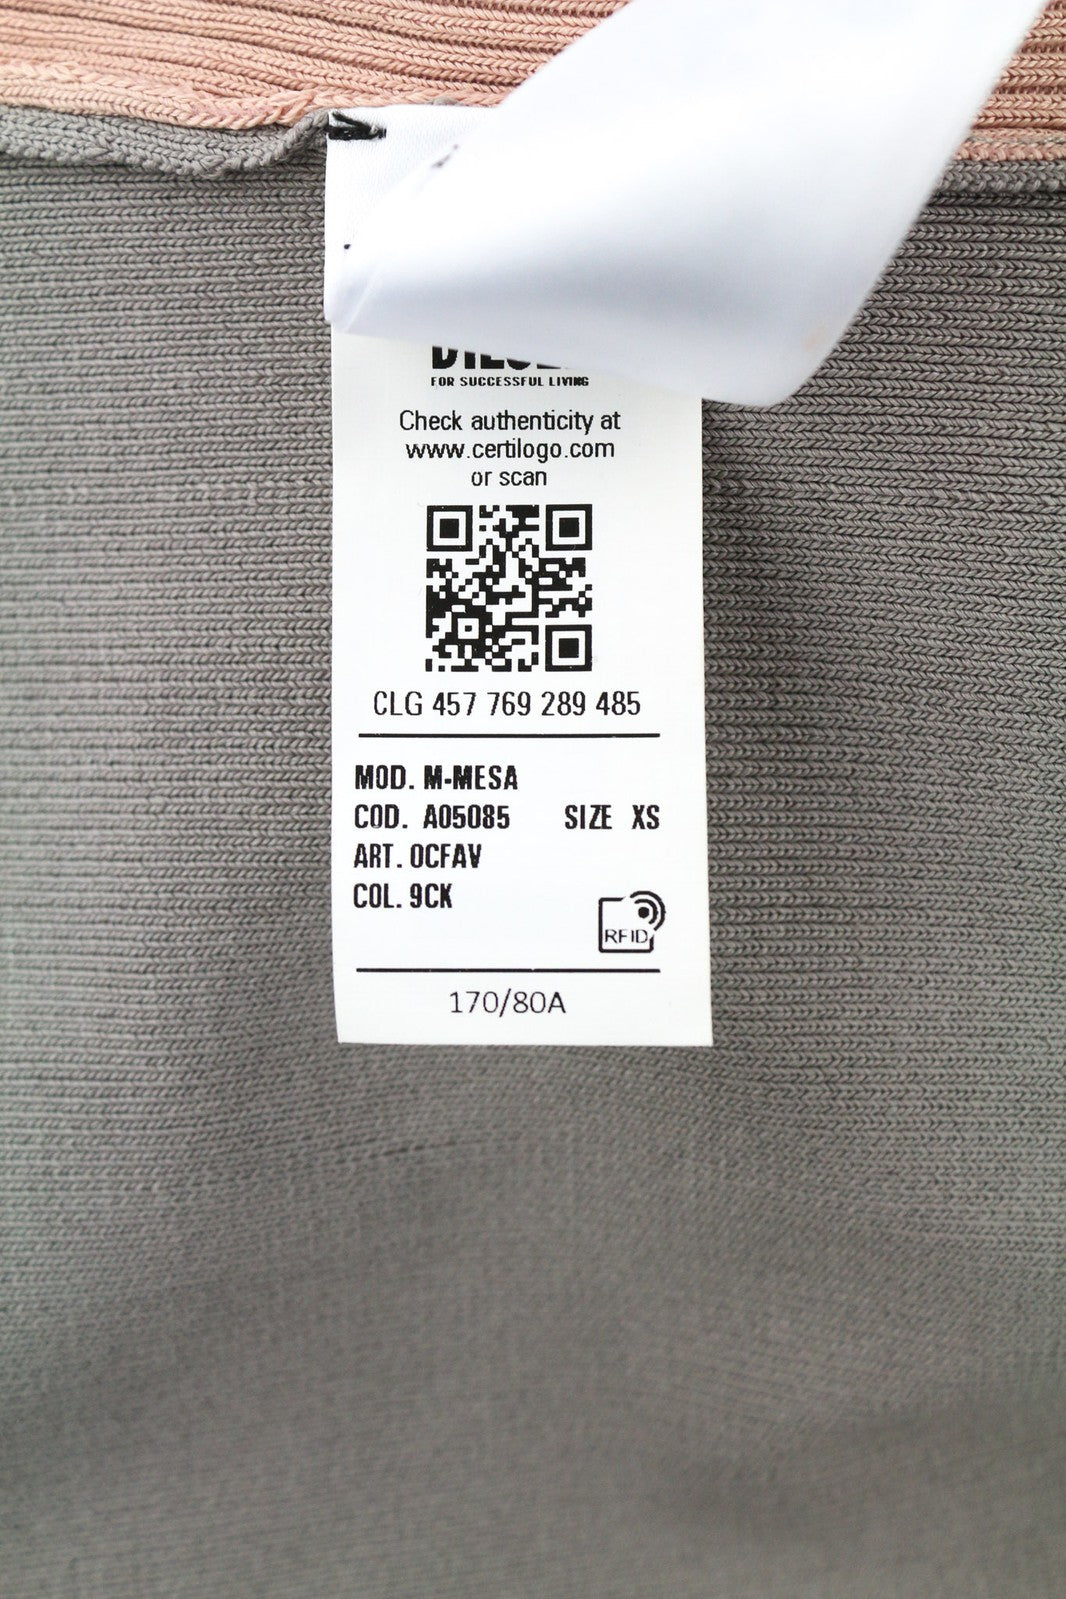 FOR SUCCESSFUL LIVING
Check authenticity at
www.certilogo.com
or scan
CLG 457 769 289 485
MOD. M-MESA
COD. A05085 SIZE XS
ART. 0CFAV
COL. 9CK
RFID
170/80A